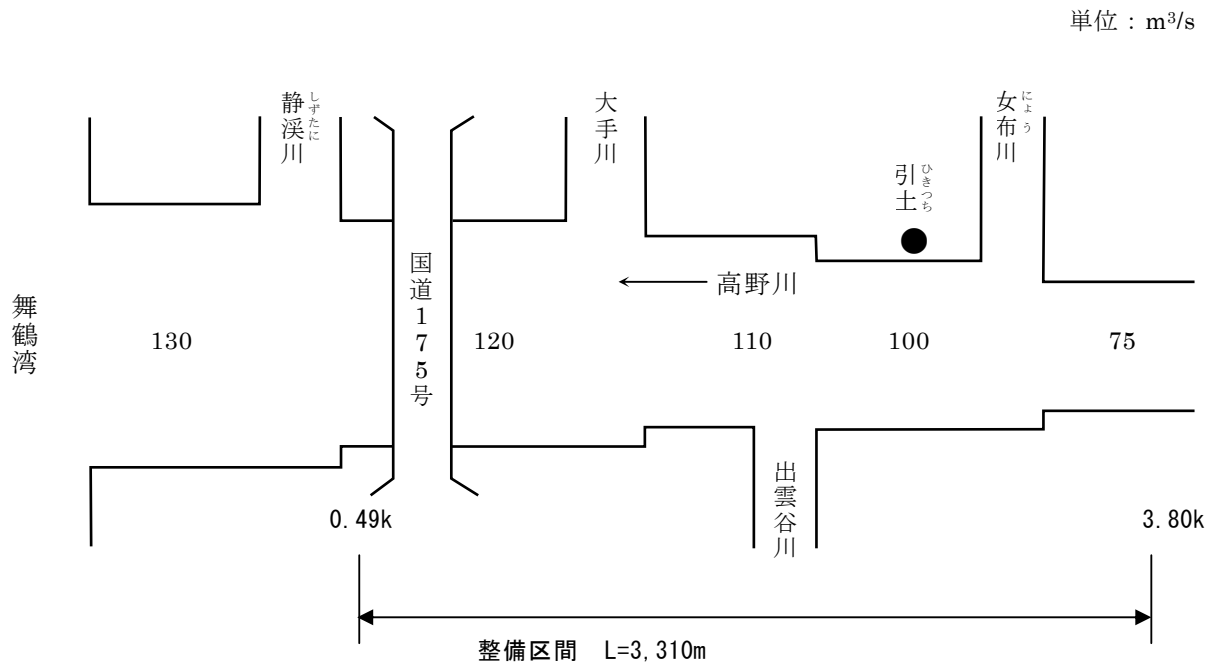 単位：m³/s
静渓川
しずたに
大手川
女布川
にょう
引土
ひきつち
国道175号
高野川
舞鶴湾
130
120
110
100
75
出雲谷川
0.49k
3.80k
整備区間 L=3,310m